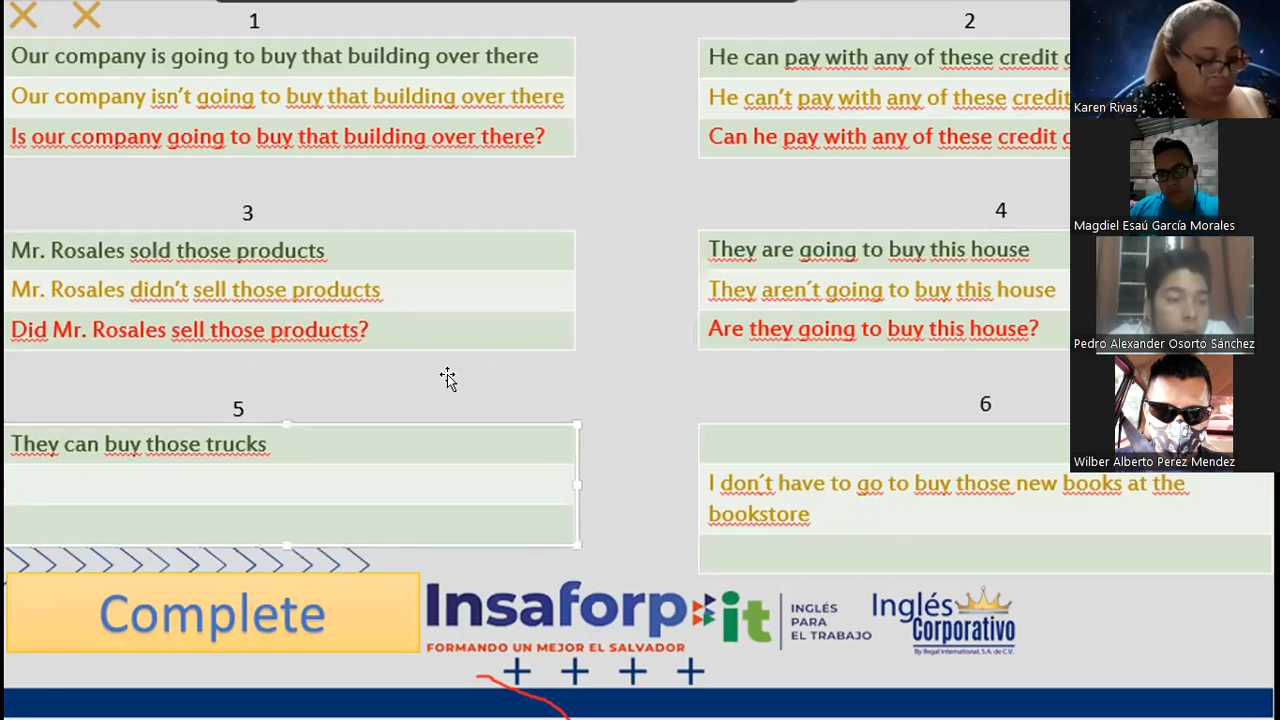 1
Our company is going to buy that building over there
Our company isn't going to buy that building over there
Is our company going to buy that building over there?
2
He can pay with any of these credit
He can't pay with any of these credit
Can he pay with any of these credit
Karen Rivas
Magdiel Esaú García Morales
Pedro Alexander Osorto Sánchez
Wilber Alberto Perez Mendez
3
Mr. Rosales sold those products
Mr. Rosales didn't sell those products
Did Mr. Rosales sell those products?
4
They are going to buy this house
They aren´t going to buy this house
Are they going to buy this house?
5
They can buy those trucks
6
I don´t have to go to buy those new books at the
bookstore
Complete
Insaforp
FORMANDO UN MEJOR EL SALVADOR
it
INGLÉS
PARA
EL TRABAJO
Inglés
Corporativo
By Regal International, S.A. de C.V.